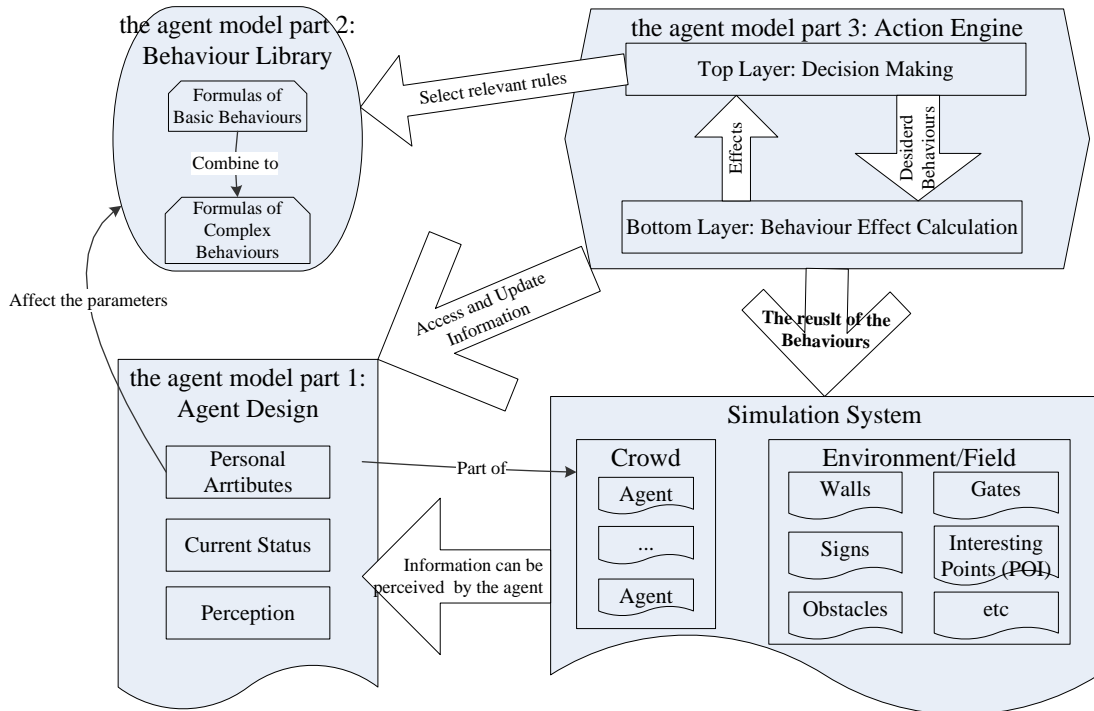 the agent model part 2:
Behaviour Library
Formulas of
Basic Behaviours
Combine to
Formulas of
Complex
Behaviours
Select relevant rules
the agent model part 3: Action Engine
Top Layer: Decision Making
Effects
Desiderd
Behaviours
Bottom Layer: Behaviour Effect Calculation
Affect the parameters
Access and Update
Information
The reuslt of the
Behaviours
the agent model part 1:
Agent Design
Personal
Arrtibutes
Current Status
Perception
Part of
Information can be
perceived by the agent
Simulation System
Crowd
Agent
...
Agent
Environment/Field
Walls
Gates
Signs
Interesting
Points (POI)
Obstacles
etc